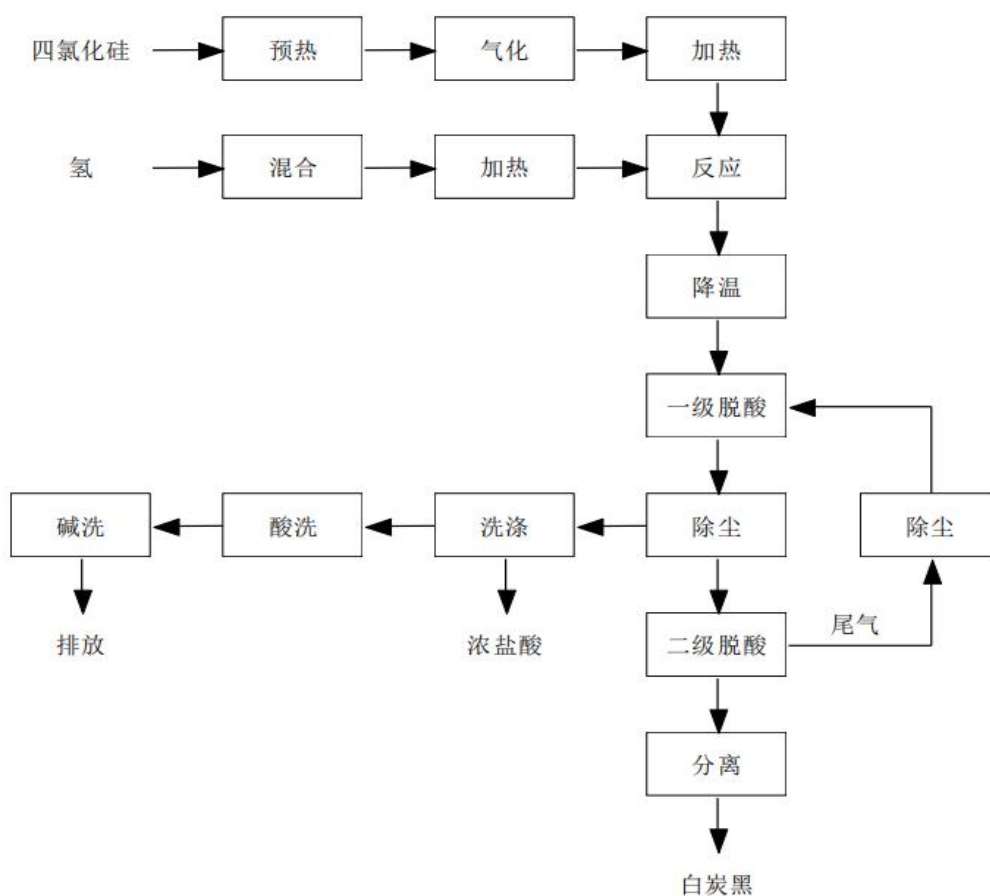 四氯化硅
预热
气化
加热
氢
混合
加热
反应
降温
一级脱酸
碱洗
酸洗
洗涤
除尘
除尘
排放
浓盐酸
二级脱酸
尾气
分离
白炭黑